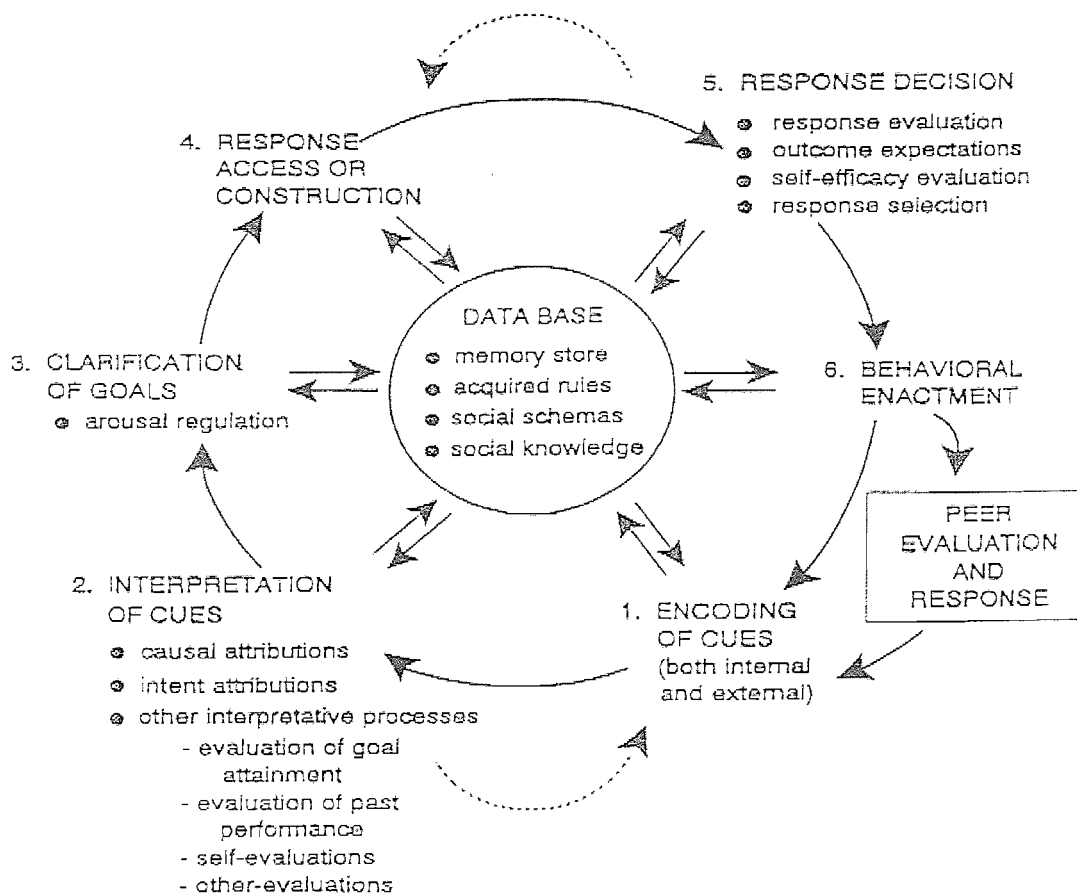 5. RESPONSE DECISION
● response evaluation
● outcome expectations
● self-efficacy evaluation
● response selection
4. RESPONSE
ACCESS OR
CONSTRUCTION
DATA BASE
● memory store
● acquired rules
● social schemas
● social knowledge
3. CLARIFICATION
OF GOALS
● arousal regulation
6. BEHAVIORAL
ENACTMENT
PEER
EVALUATION
AND
RESPONSE
2. INTERPRETATION
OF CUES
● causal attributions
● intent attributions
● other interpretative processes
- evaluation of goal
attainment
- evaluation of past
performance
- self-evaluations
- other-evaluations
1. ENCODING
OF CUES
(both internal
and external)